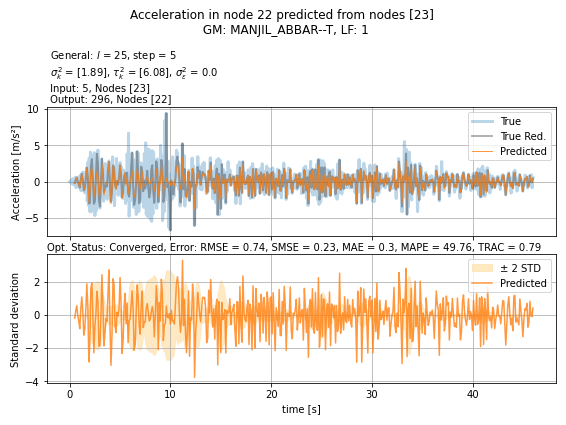 Acceleration in node 22 predicted from nodes [23]
GM: MANJIL_ABBAR--T, LF: 1
General: l = 25, step = 5
σ²ₖ = [1.89], τ²ₖ = [6.08], σ²ε = 0.0
Input: 5, Nodes [23]
Output: 296, Nodes [22]
10
5
0
−5
Acceleration [m/s²]
True
True Red.
Predicted
Opt. Status: Converged, Error: RMSE = 0.74, SMSE = 0.23, MAE = 0.3, MAPE = 49.76, TRAC = 0.79
2
0
−2
−4
Standard deviation
± 2 STD
Predicted
0 10 20 30 40
time [s]